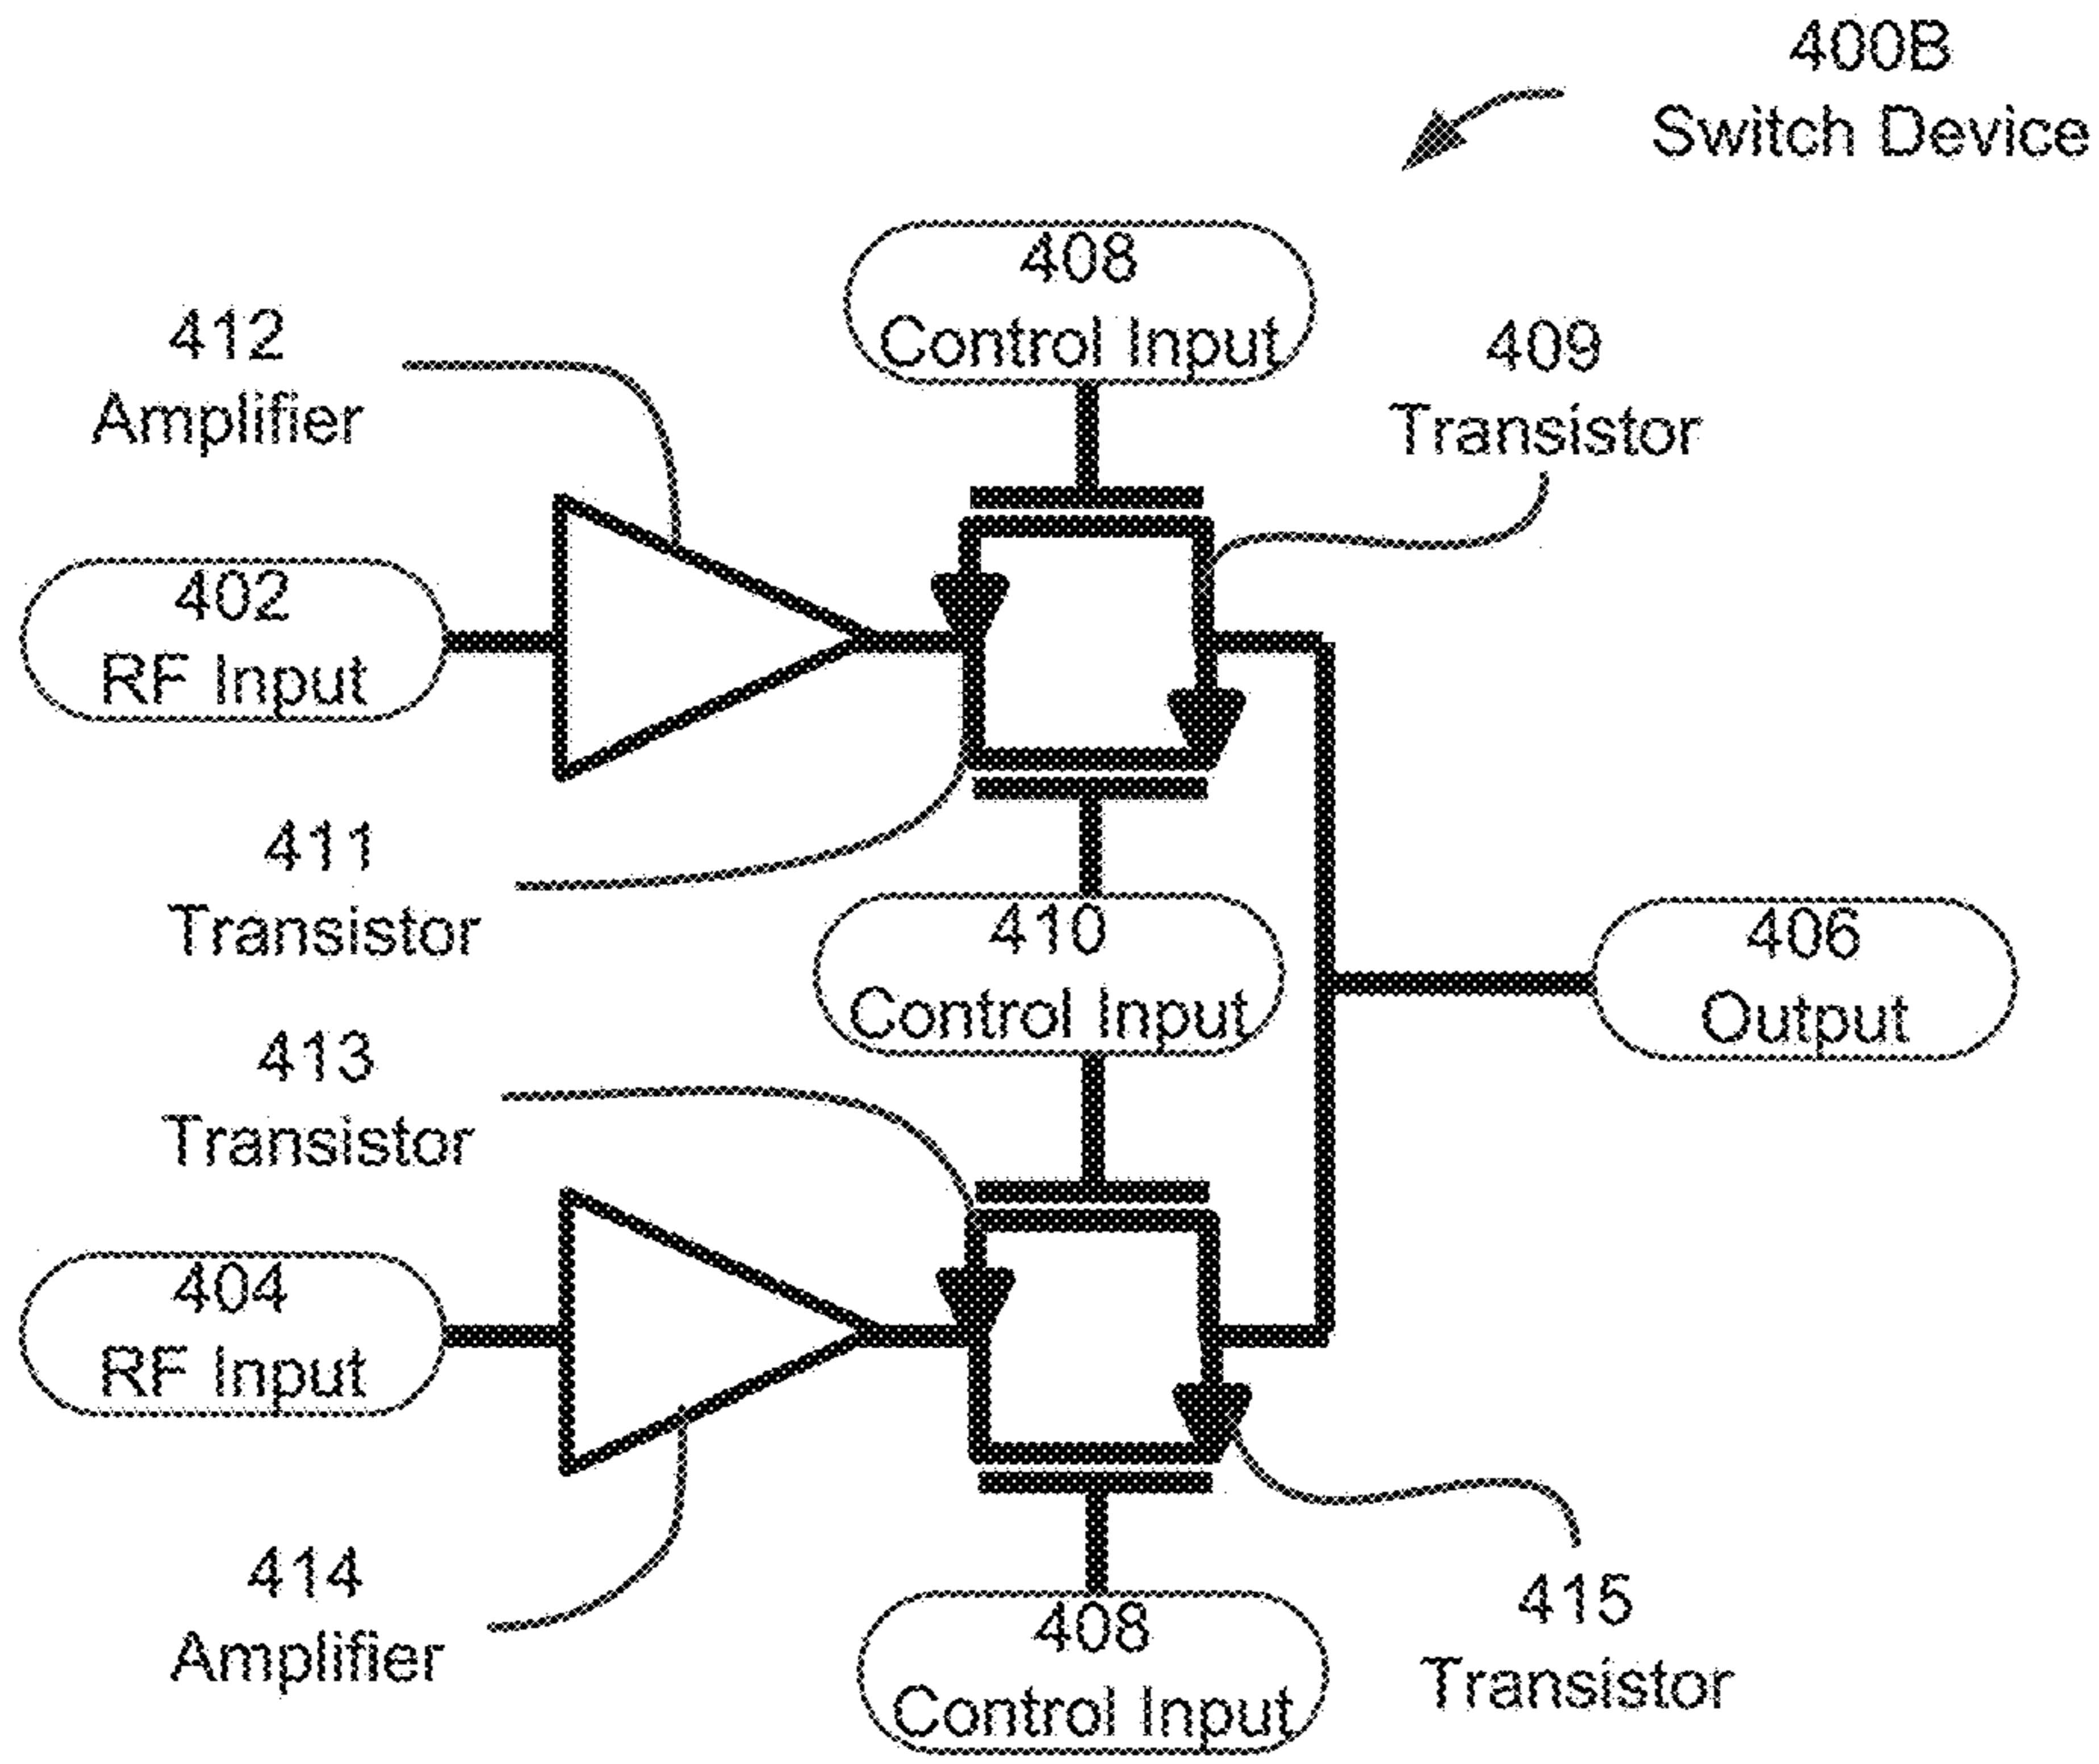 400B
Switch Device
408
Control Input
412
Amplifier
409
Transistor
402
RF Input
411
Transistor
410
Control Input
406
Output
413
Transistor
404
RF Input
414
Amplifier
415
Transistor
408
Control Input